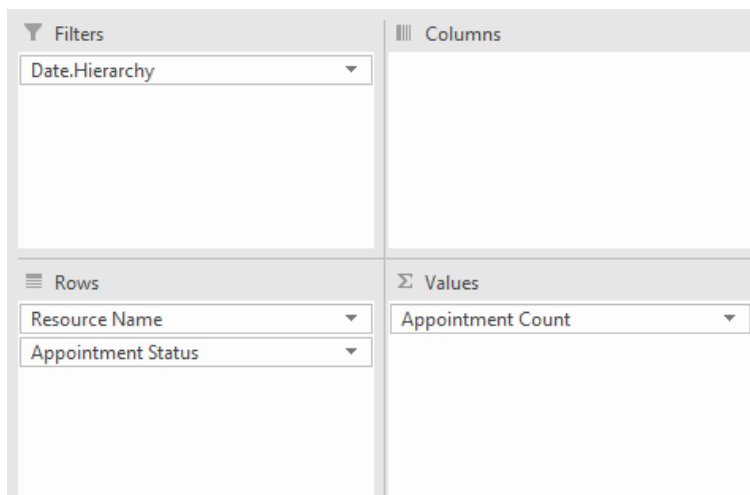 Filters
Date.Hierarchy
Columns
Rows
Resource Name
Appointment Status
Σ Values
Appointment Count